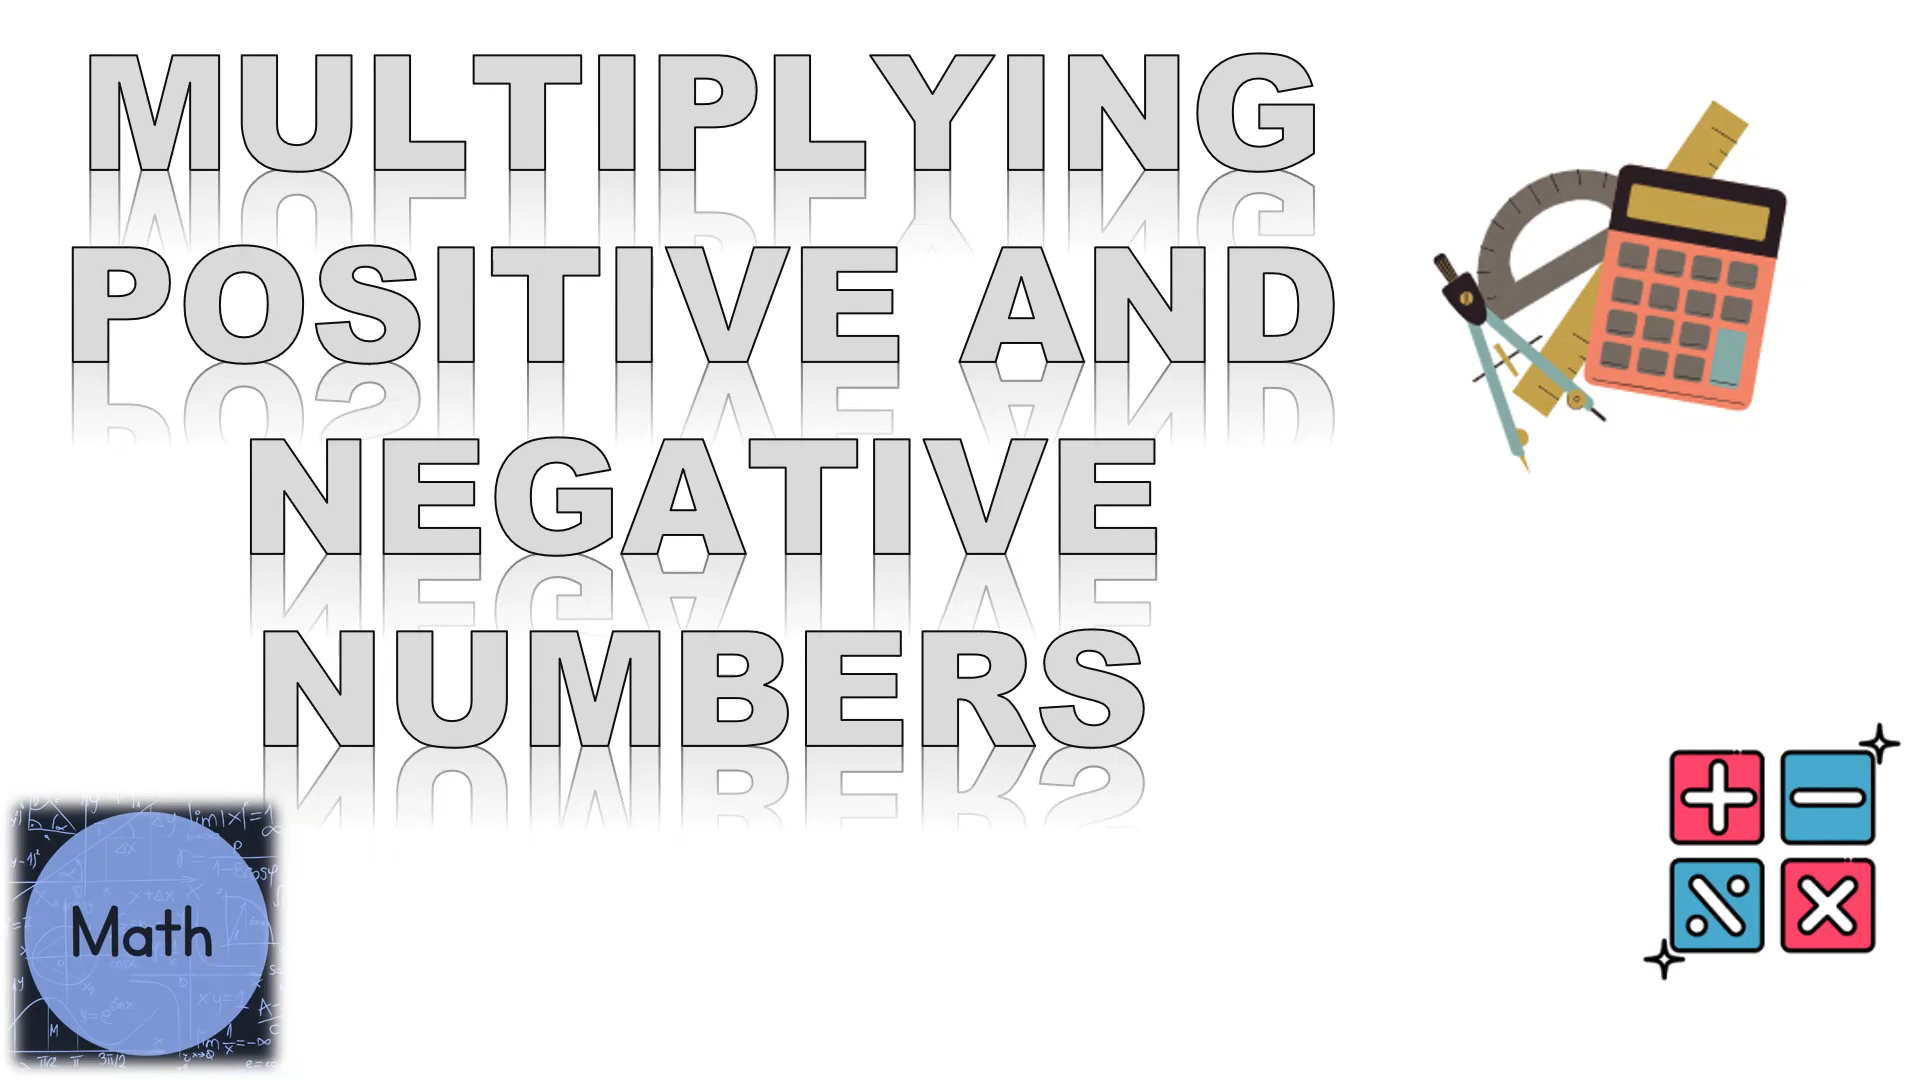 MULTIPLYING
POSITIVE AND
NEGATIVE
NUMBERS
Math